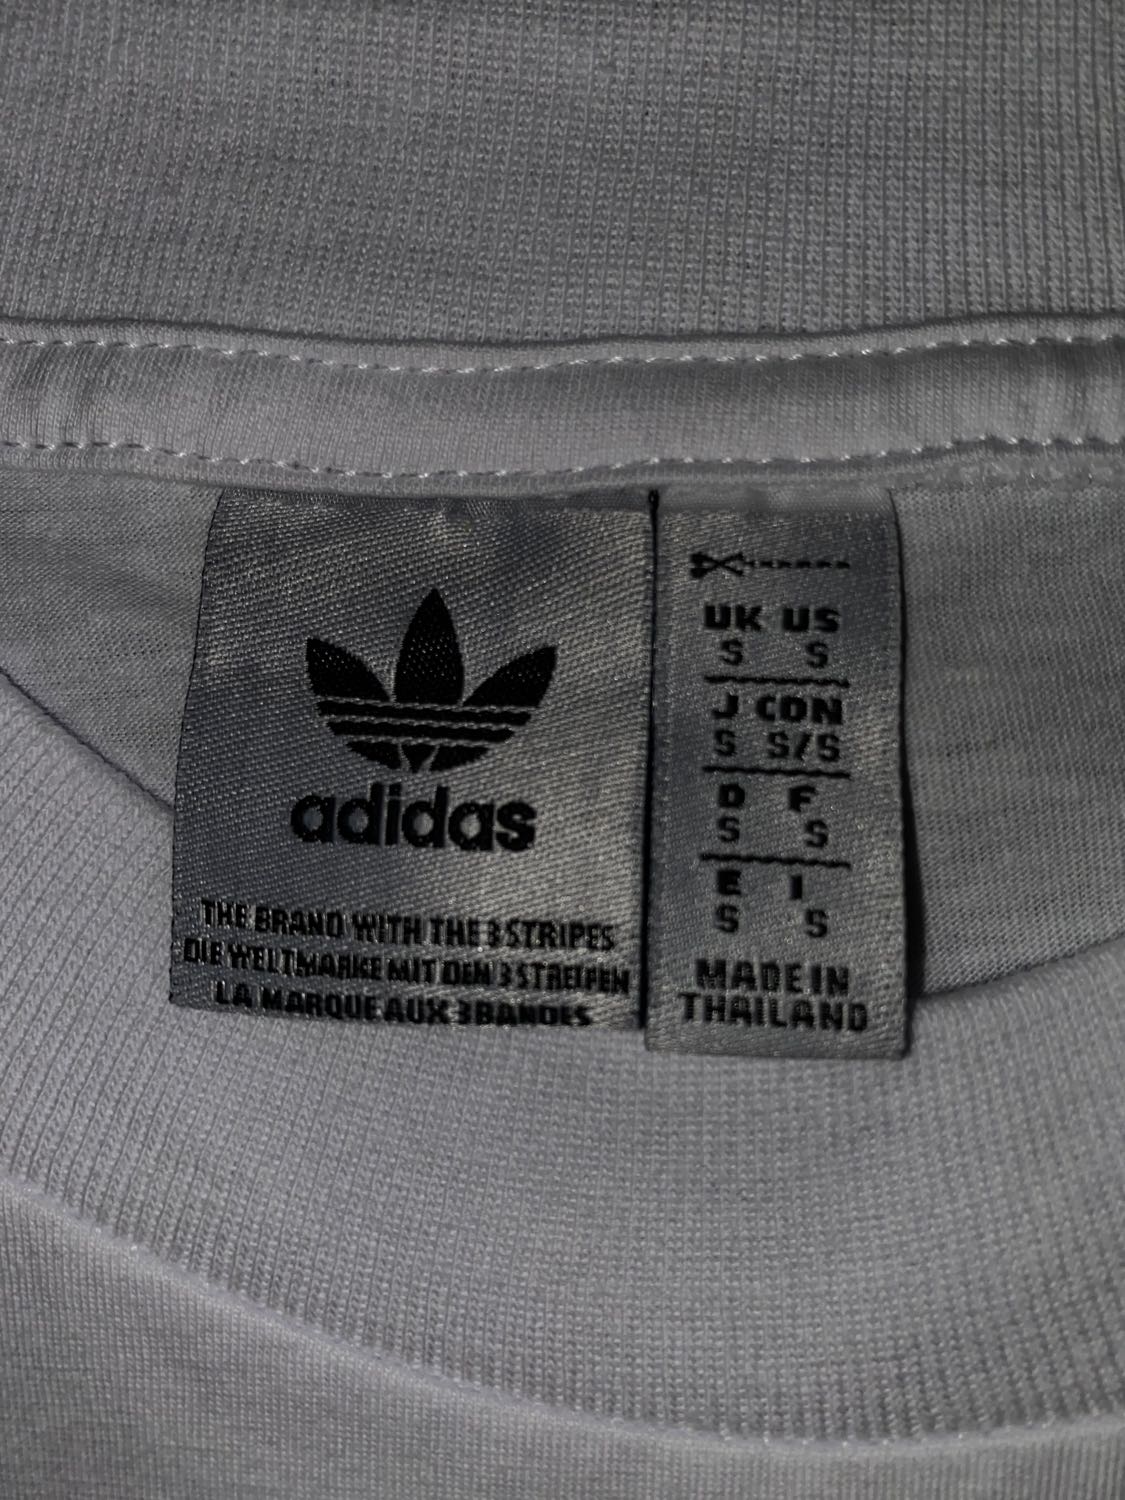 adidas
THE BRAND WITH THE 3 STRIPES
DIE WELTMARKE MIT DEN 3 STREIFEN
LA MARQUE AUX 3 BANDES
UK US
S S
J CDN
S S/S
D F
S S
E I
S S
MADE IN
THAILAND